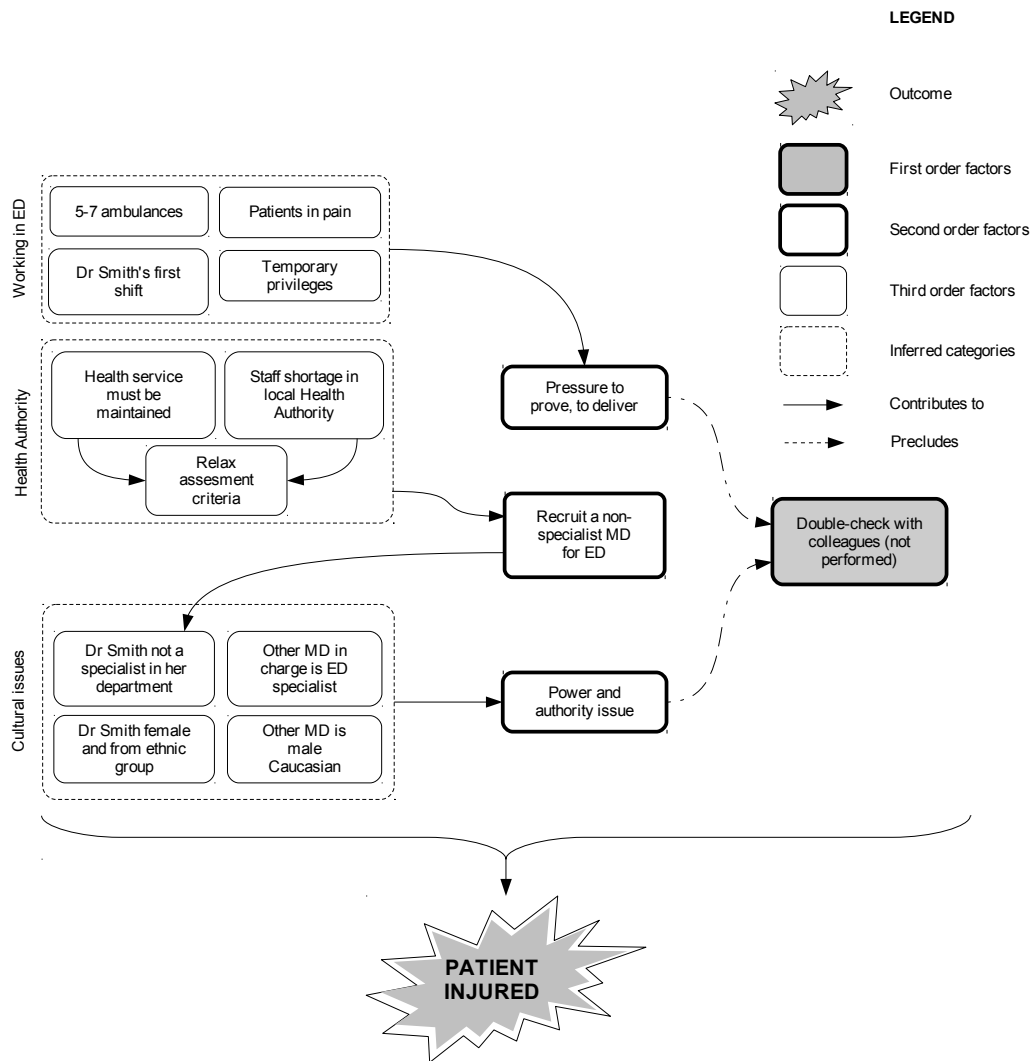 LEGEND
Outcome
First order factors
Second order factors
Third order factors
Inferred categories
Contributes to
Precludes
Working in ED
5-7 ambulances
Patients in pain
Dr Smith's first
shift
Temporary
privileges
Health Authority
Health service
must be
maintained
Staff shortage in
local Health
Authority
Relax
assesment
criteria
Pressure to
prove, to deliver
Recruit a non-
specialist MD
for ED
Double-check with
colleagues (not
performed)
Cultural issues
Dr Smith not a
specialist in her
department
Other MD in
charge is ED
specialist
Dr Smith female
and from ethnic
group
Other MD is
male
Caucasian
Power and
authority issue
PATIENT
INJURED